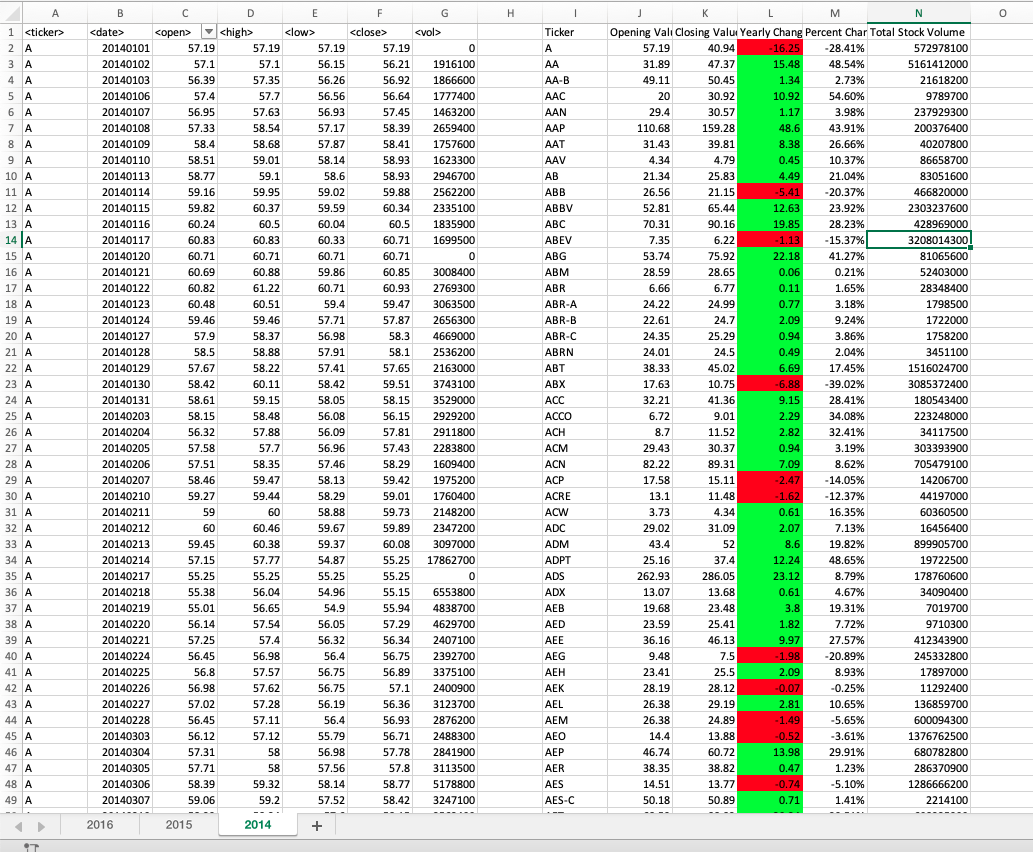 A B C D E F G H I J K L M N O
1 <ticker> <date> <open> <high> <low> <close> <vol> Ticker Opening Valu Closing Value Yearly Chang Percent Chan Total Stock Volume
2 A 20140101 57.19 57.19 57.19 57.19 0 A 57.19 40.94 -16.25 -28.41% 572978100
3 A 20140102 57.1 57.1 56.15 56.21 1916100 AA 31.89 47.37 15.48 48.54% 5161412000
4 A 20140103 56.39 57.35 56.26 56.92 1866600 AA-B 49.11 50.45 1.34 2.73% 21618200
5 A 20140106 57.4 57.7 56.56 56.64 1777400 AAC 20 30.92 10.92 54.60% 9789700
6 A 20140107 56.95 57.63 56.93 57.45 1463200 AAN 29.4 30.57 1.17 3.98% 237929300
7 A 20140108 57.33 58.54 57.17 58.39 2659400 AAP 110.68 159.28 48.6 43.91% 200376400
8 A 20140109 58.4 58.68 57.87 58.41 1757600 AAT 31.43 39.81 8.38 26.66% 40207800
9 A 20140110 58.51 59.01 58.14 58.93 1623300 AAV 4.34 4.79 0.45 10.37% 86658700
10 A 20140113 58.77 59.1 58.6 58.93 2946700 AB 21.34 25.83 4.49 21.04% 83051600
11 A 20140114 59.16 59.95 59.02 59.88 2562200 ABB 26.56 21.15 -5.41 -20.37% 466820000
12 A 20140115 59.82 60.37 59.59 60.34 2335100 ABBV 52.81 65.44 12.63 23.92% 2303237600
13 A 20140116 60.24 60.5 60.04 60.5 1835900 ABC 70.31 90.16 19.85 28.23% 428969000
14 A 20140117 60.83 60.83 60.33 60.71 1699500 ABEV 7.35 6.22 -1.13 -15.37% 3208014300
15 A 20140120 60.71 60.71 60.71 60.71 0 ABG 53.74 75.92 22.18 41.27% 81065600
16 A 20140121 60.69 60.88 59.86 60.85 3008400 ABM 28.59 28.65 0.06 0.21% 52403000
17 A 20140122 60.82 61.22 60.71 60.93 2769300 ABR 6.66 6.77 0.11 1.65% 28348400
18 A 20140123 60.48 60.51 59.4 59.47 3063500 ABR-A 24.22 24.99 0.77 3.18% 1798500
19 A 20140124 59.46 59.46 57.71 57.87 2656300 ABR-B 22.61 24.7 2.09 9.24% 1722000
20 A 20140127 57.9 58.37 56.98 58.3 4669000 ABR-C 24.35 25.29 0.94 3.86% 1758200
21 A 20140128 58.5 58.88 57.91 58.1 2536200 ABRN 24.01 24.5 0.49 2.04% 3451100
22 A 20140129 57.67 58.22 57.41 57.65 2163000 ABT 38.33 45.02 6.69 17.45% 1516024700
23 A 20140130 58.42 60.11 58.42 59.51 3743100 ABX 17.63 10.75 -6.88 -39.02% 3085372400
24 A 20140131 58.61 59.15 58.05 58.15 3529000 ACC 32.21 41.36 9.15 28.41% 180543400
25 A 20140203 58.15 58.48 56.08 56.15 2929200 ACCO 6.72 9.01 2.29 34.08% 223248000
26 A 20140204 56.32 57.88 56.09 57.81 2911800 ACH 8.7 11.52 2.82 32.41% 34117500
27 A 20140205 57.58 57.7 56.96 57.43 2283800 ACM 29.43 30.37 0.94 3.19% 303393900
28 A 20140206 57.51 58.35 57.46 58.29 1609400 ACN 82.22 89.31 7.09 8.62% 705479100
29 A 20140207 58.46 59.47 58.13 59.42 1975200 ACP 17.58 15.11 -2.47 -14.05% 14206700
30 A 20140210 59.27 59.44 58.29 59.01 1760400 ACRE 13.1 11.48 -1.62 -12.37% 44197000
31 A 20140211 59 60 58.88 59.73 2148200 ACW 3.73 4.34 0.61 16.35% 60360500
32 A 20140212 60 60.46 59.67 59.89 2347200 ADC 29.02 31.09 2.07 7.13% 16456400
33 A 20140213 59.45 60.38 59.37 60.08 3097000 ADM 43.4 52 8.6 19.82% 899905700
34 A 20140214 57.15 57.77 54.87 55.25 17862700 ADPT 25.16 37.4 12.24 48.65% 19722500
35 A 20140217 55.25 55.25 55.25 55.25 0 ADS 262.93 286.05 23.12 8.79% 178760600
36 A 20140218 55.38 56.04 54.96 55.15 6553800 ADX 13.07 13.68 0.61 4.67% 34090400
37 A 20140219 55.01 56.65 54.9 55.94 4838700 AEB 19.68 23.48 3.8 19.31% 7019700
38 A 20140220 56.14 57.54 56.05 57.29 4629700 AED 23.59 25.41 1.82 7.72% 9710300
39 A 20140221 57.25 57.4 56.32 56.34 2407100 AEE 36.16 46.13 9.97 27.57% 412343900
40 A 20140224 56.45 56.98 56.4 56.75 2392700 AEG 9.48 7.5 -1.98 -20.89% 245332800
41 A 20140225 56.8 57.57 56.75 56.89 3375100 AEH 23.41 25.5 2.09 8.93% 17897000
42 A 20140226 56.98 57.62 56.75 57.1 2400900 AEK 28.19 28.12 -0.07 -0.25% 11292400
43 A 20140227 57.02 57.28 56.19 56.36 3123700 AEL 26.38 29.19 2.81 10.65% 136859700
44 A 20140228 56.45 57.11 56.4 56.93 2876200 AEM 26.38 24.89 -1.49 -5.65% 600094300
45 A 20140303 56.12 57.12 55.79 56.71 2488300 AEO 14.4 13.88 -0.52 -3.61% 1376762500
46 A 20140304 57.31 58 56.98 57.78 2841900 AEP 46.74 60.72 13.98 29.91% 680782800
47 A 20140305 57.71 58 57.56 57.8 3113500 AER 38.35 38.82 0.47 1.23% 286370900
48 A 20140306 58.39 59.32 58.14 58.77 5178800 AES 14.51 13.77 -0.74 -5.10% 1286666200
49 A 20140307 59.06 59.2 57.52 58.42 3247100 AES-C 50.18 50.89 0.71 1.41% 2214100
2016 2015 2014 +